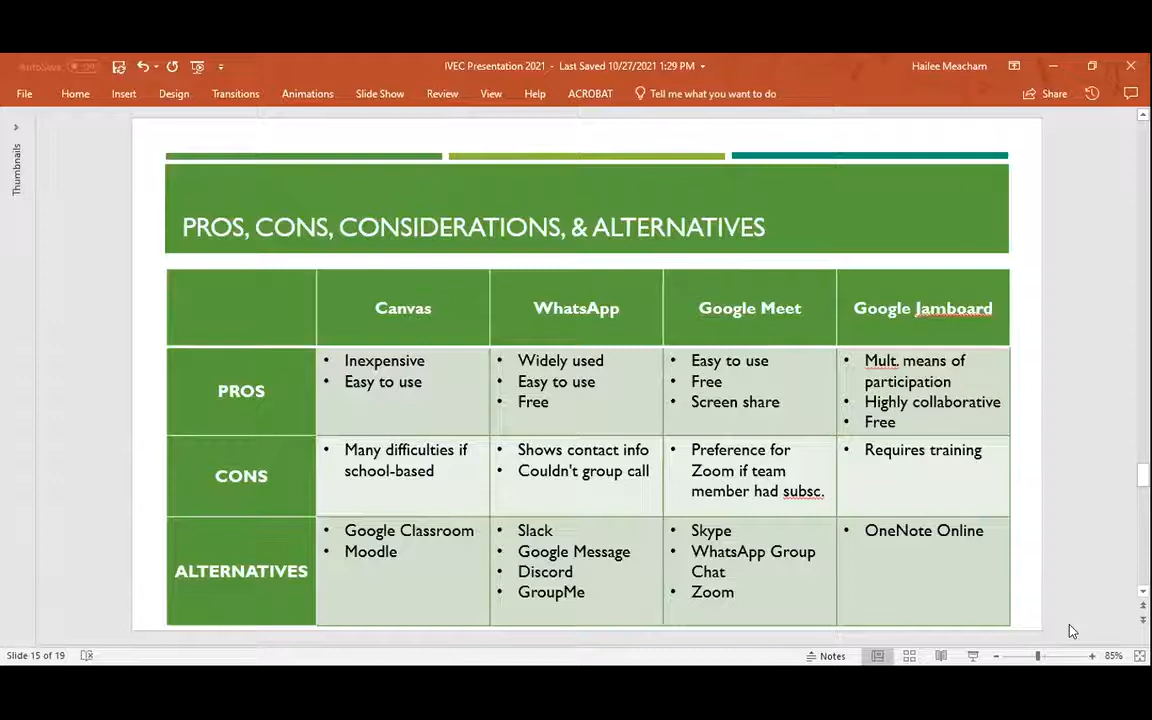 AutoSave Off
IVEC Presentation 2021 - Last Saved 10/27/2021 1:29 PM
Hailee Meacham
File Home Insert Design Transitions Animations Slide Show Review View Help ACROBAT Tell me what you want to do Share
Thumbnails
PROS, CONS, CONSIDERATIONS, & ALTERNATIVES
Canvas WhatsApp Google Meet Google Jamboard
PROS
• Inexpensive
• Easy to use
• Widely used
• Easy to use
• Free
• Easy to use
• Free
• Screen share
• Mult. means of
participation
• Highly collaborative
• Free
CONS
• Many difficulties if
school-based
• Shows contact info
• Couldn't group call
• Preference for
Zoom if team
member had subsc.
• Requires training
ALTERNATIVES
• Google Classroom
• Moodle
• Slack
• Google Message
• Discord
• GroupMe
• Skype
• WhatsApp Group
Chat
• Zoom
• OneNote Online
Slide 15 of 19
Notes
85%